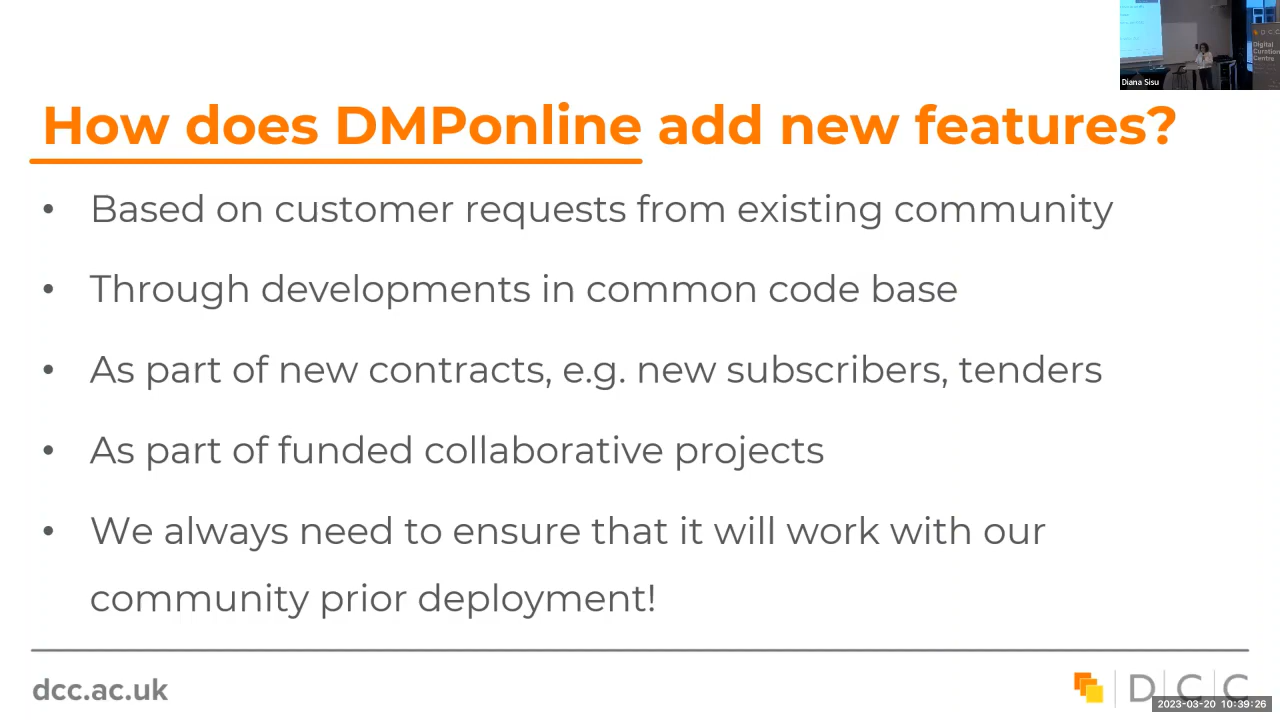 Diana Sisu
Digital
Curation
Centre
How does DMPonline add new features?
• Based on customer requests from existing community
• Through developments in common code base
• As part of new contracts, e.g. new subscribers, tenders
• As part of funded collaborative projects
• We always need to ensure that it will work with our
community prior deployment!
dcc.ac.uk
DCC
2023-03-20 10:39:26